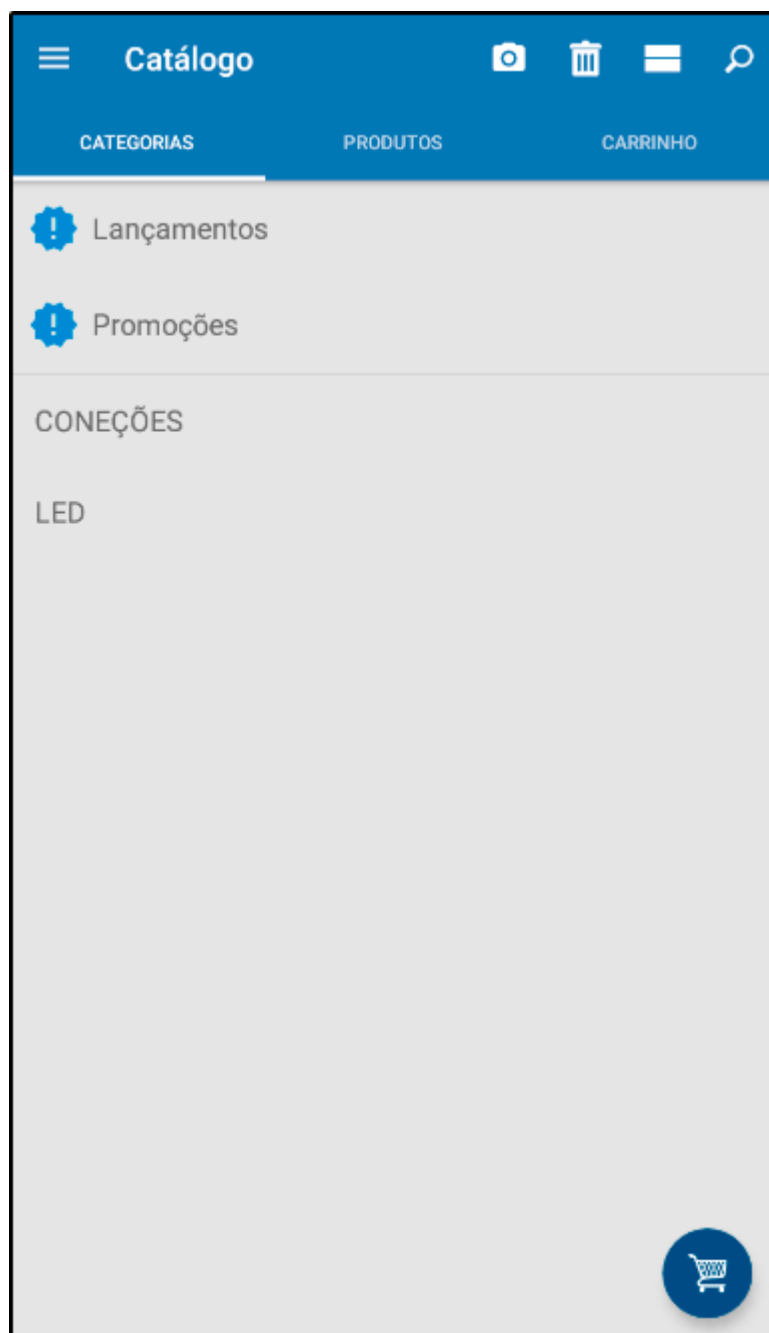 Catálogo
CATEGORIAS PRODUTOS CARRINHO
Lançamentos
Promoções
CONEÇÕES
LED